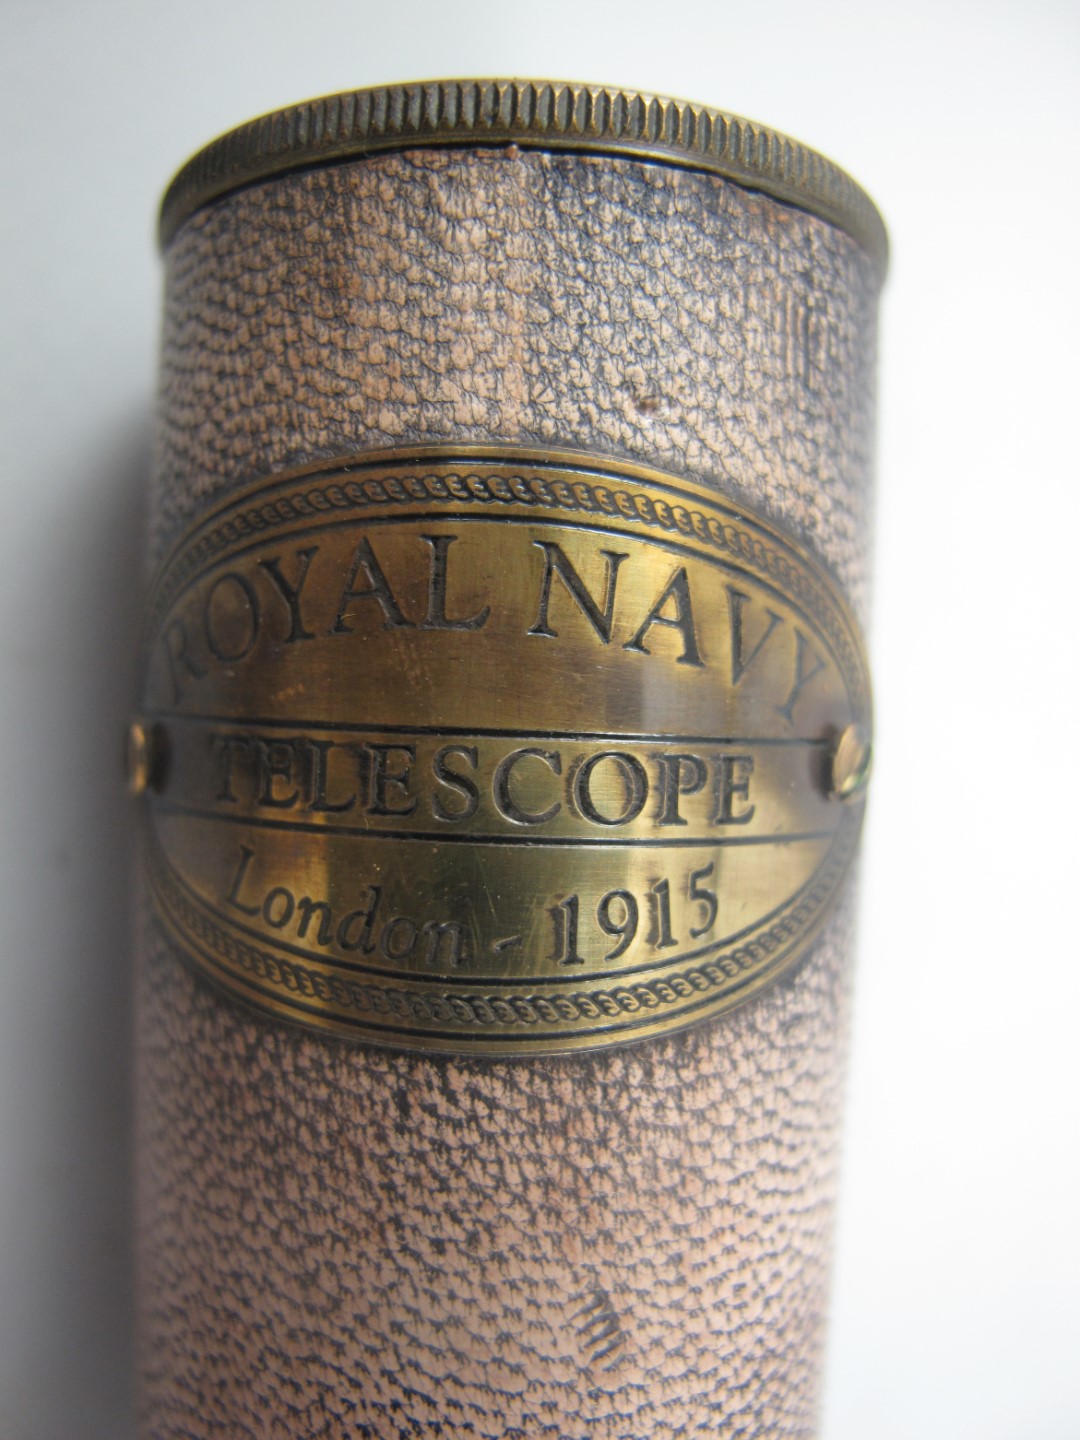 ROYAL NAVY
TELESCOPE
London - 1915